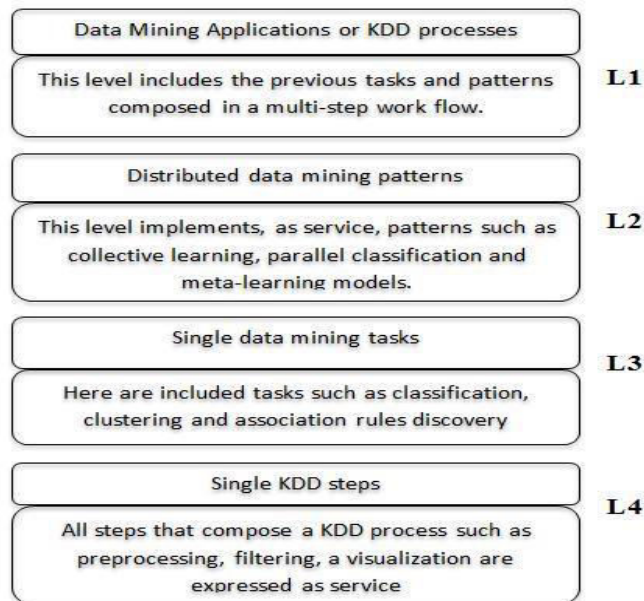 Data Mining Applications or KDD processes
This level includes the previous tasks and patterns
composed in a multi-step work flow.
L1
Distributed data mining patterns
This level implements, as service, patterns such as
collective learning, parallel classification and
meta-learning models.
L2
Single data mining tasks
Here are included tasks such as classification,
clustering and association rules discovery
L3
Single KDD steps
All steps that compose a KDD process such as
preprocessing, filtering, a visualization are
expressed as service
L4